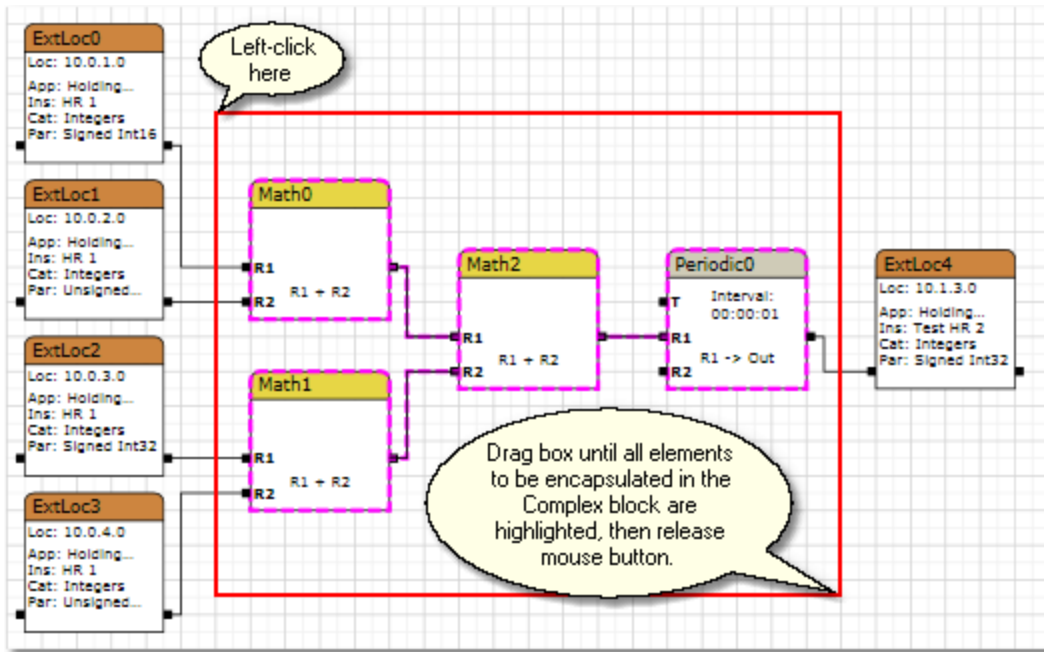 ExtLoc0
Loc: 10.0.1.0
App: Holding...
Ins: HR 1
Cat: Integers
Par: Signed Int16
Left-click
here
ExtLoc1
Loc: 10.0.2.0
App: Holding...
Ins: HR 1
Cat: Integers
Par: Unsigned...
Math0
R1
R2
R1 + R2
Math2
R1
R2
R1 + R2
Periodic0
T
Interval:
00:00:01
R1
R1 -> Out
R2
ExtLoc4
Loc: 10.1.3.0
App: Holding...
Ins: Test HR 2
Cat: Integers
Par: Signed Int32
ExtLoc2
Loc: 10.0.3.0
App: Holding...
Ins: HR 1
Cat: Integers
Par: Signed Int32
Math1
R1
R2
R1 + R2
ExtLoc3
Loc: 10.0.4.0
App: Holding...
Ins: HR 1
Cat: Integers
Par: Unsigned...
Drag box until all elements
to be encapsulated in the
Complex block are
highlighted, then release
mouse button.